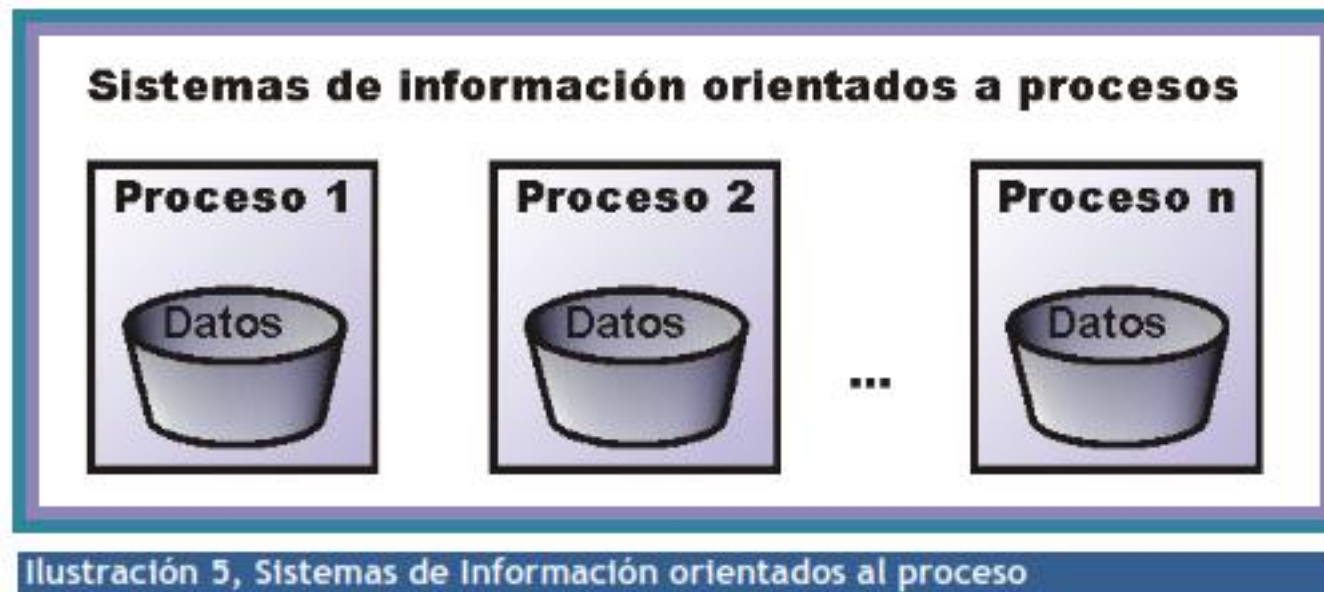 Sistemas de información orientados a procesos
Proceso 1
Proceso 2
Proceso n
Datos
Datos
...
Datos
Ilustración 5, Sistemas de Información orientados al proceso